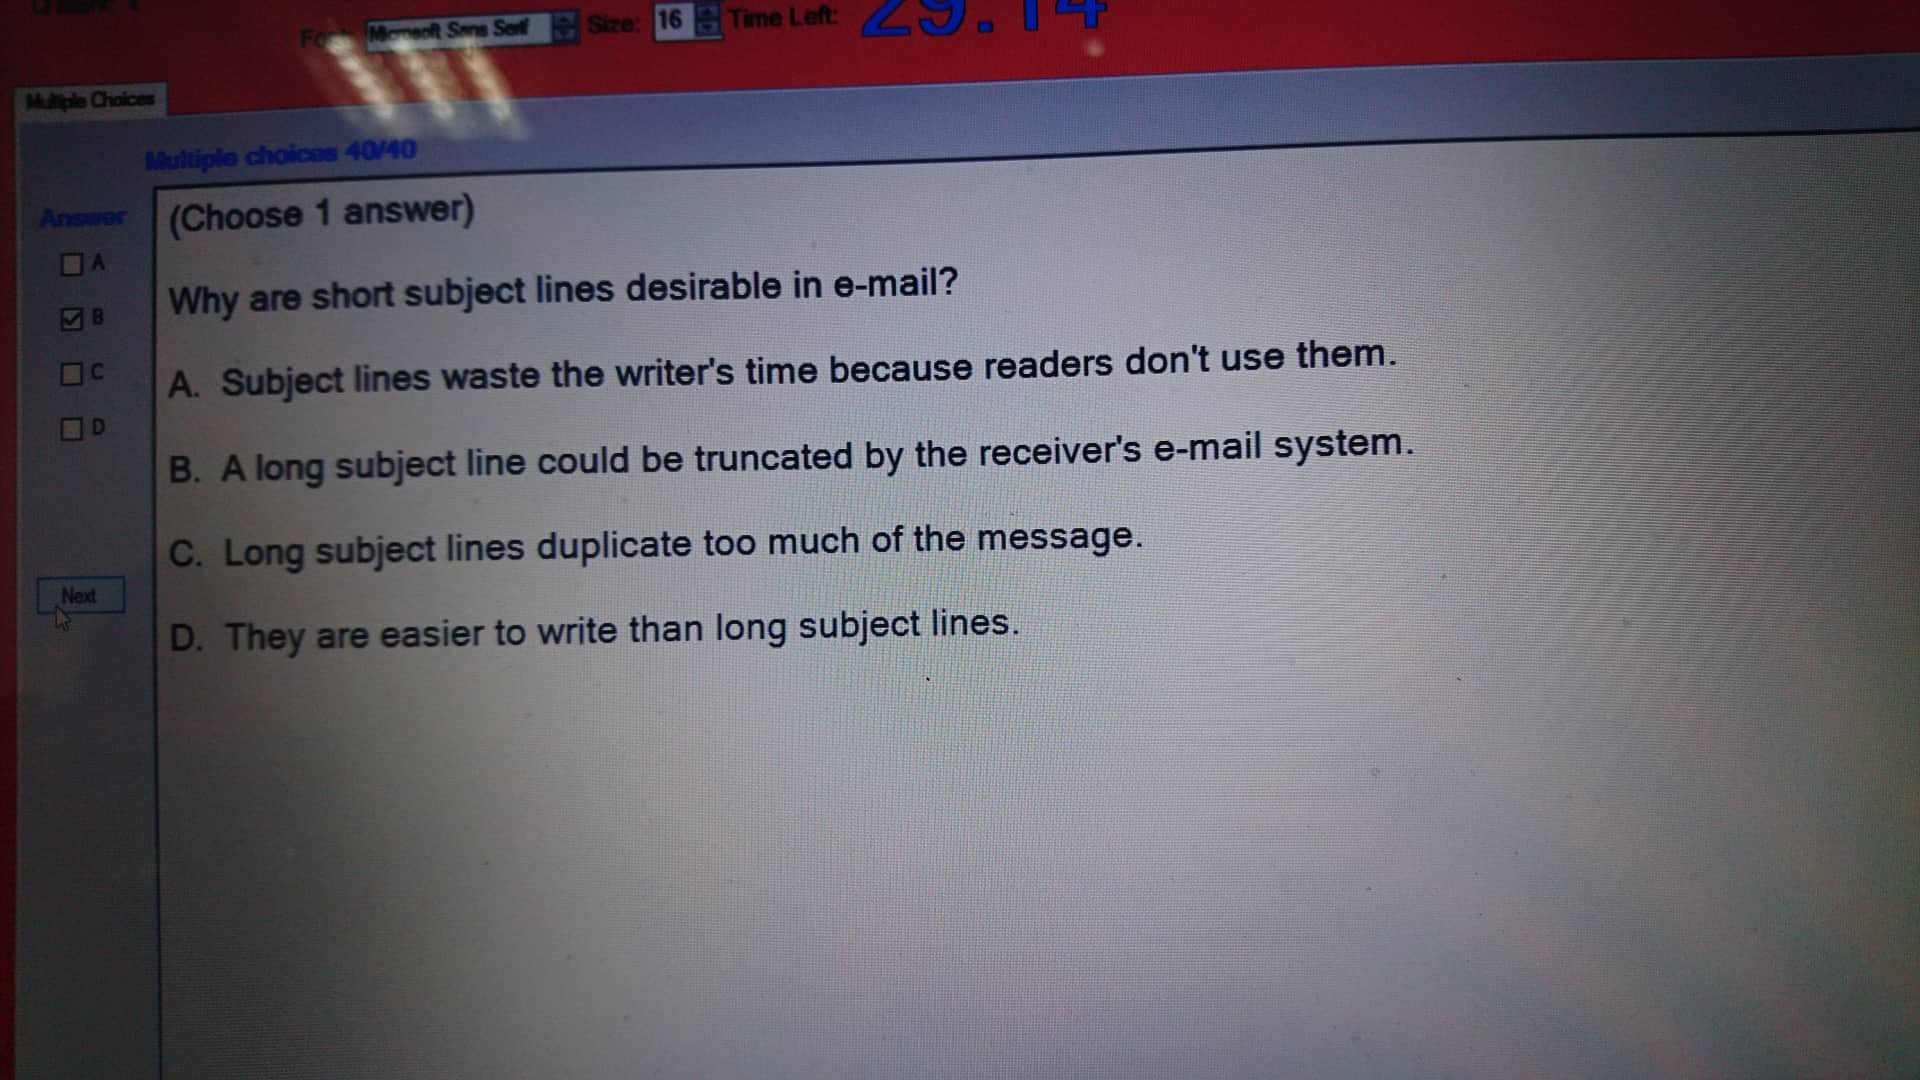 Font: Microsoft Sans Serif Size: 16 Time Left: 29:14
Multiple Choices
Multiple choices 40/40
Answer
(Choose 1 answer)
A
Why are short subject lines desirable in e-mail?
B
A. Subject lines waste the writer's time because readers don't use them.
C
D
B. A long subject line could be truncated by the receiver's e-mail system.
C. Long subject lines duplicate too much of the message.
Next
D. They are easier to write than long subject lines.